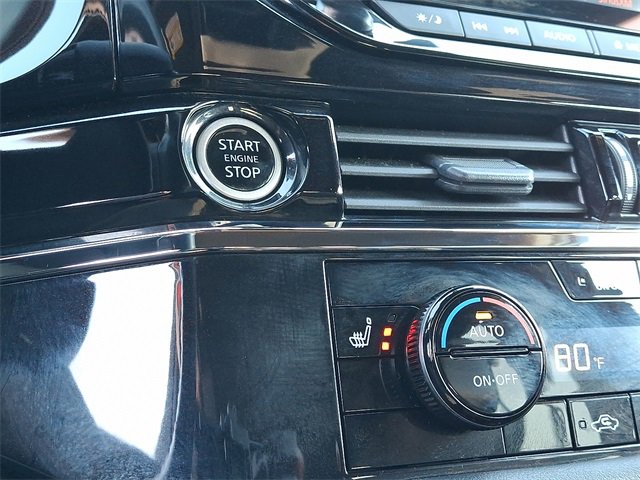 AUDIO
START
ENGINE
STOP
AUTO
ON·OFF
80°F